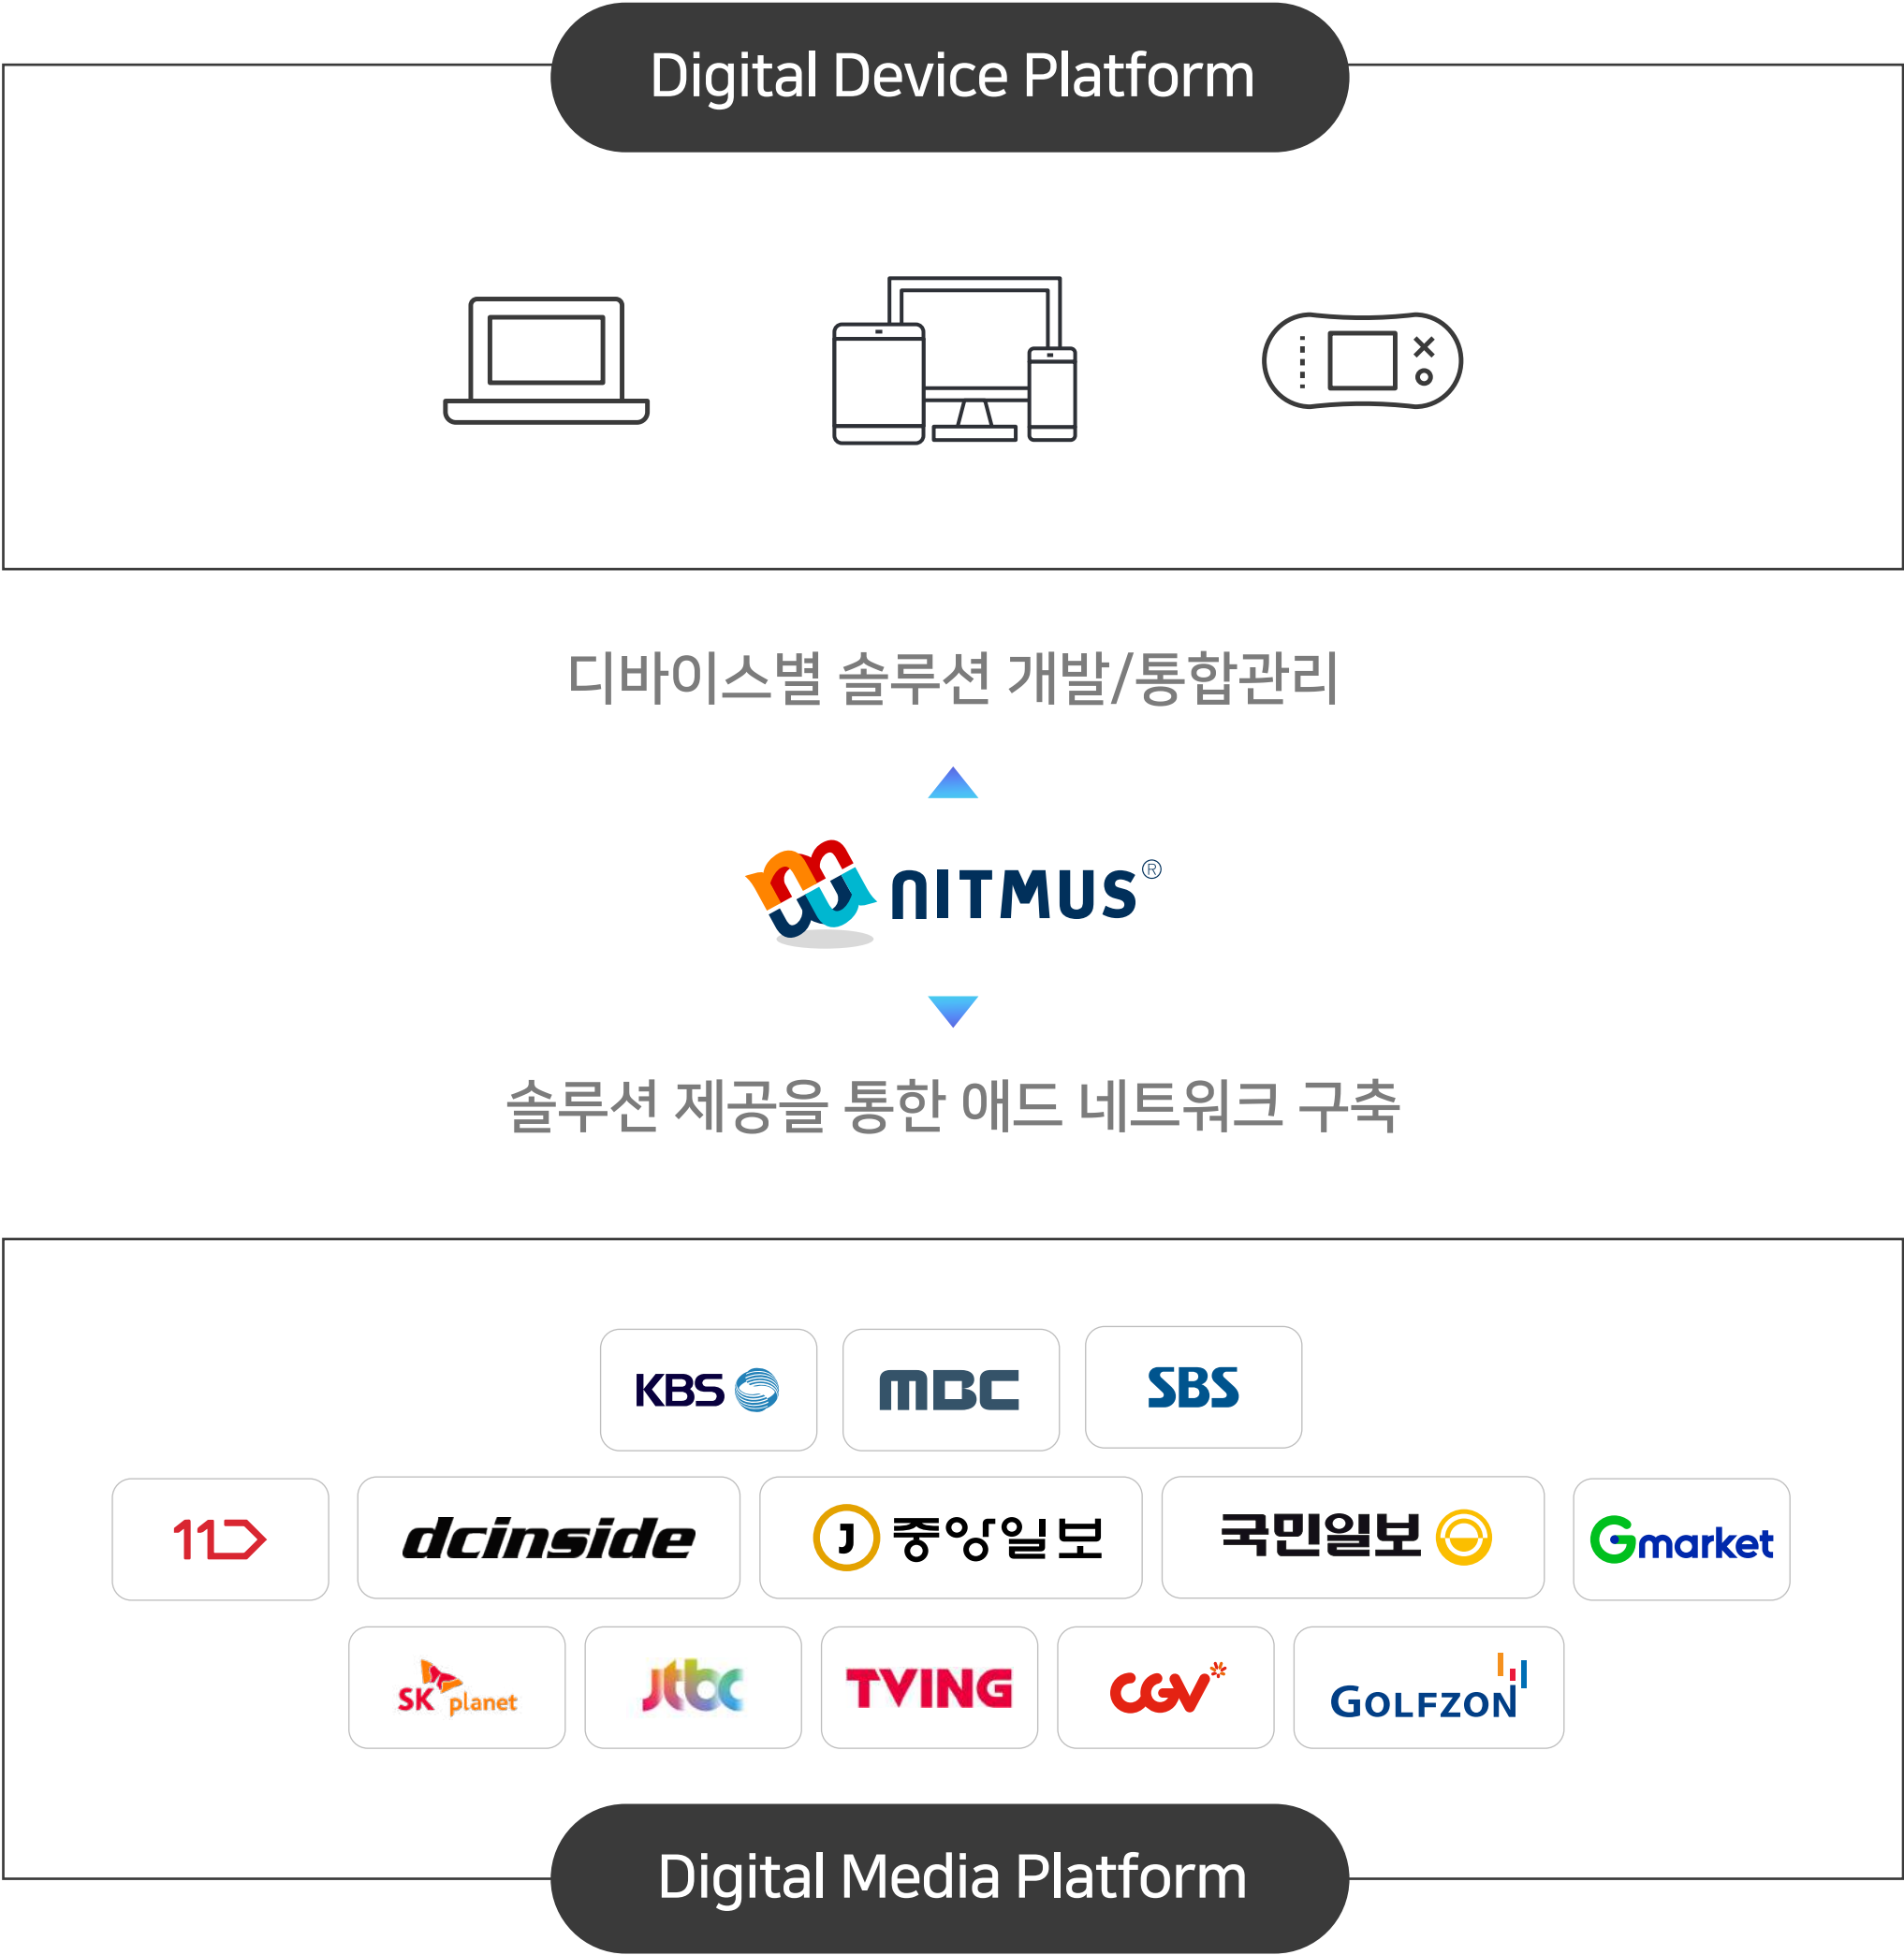 Digital Device Platform
디바이스별 솔루션 개발/통합관리
NITMUS®
솔루션 제공을 통한 애드 네트워크 구축
KBS MBC SBS
11 dcinside J 중앙일보 국민일보 Gmarket
SK planet jtbc TVING CGV GOLFZON
Digital Media Platform